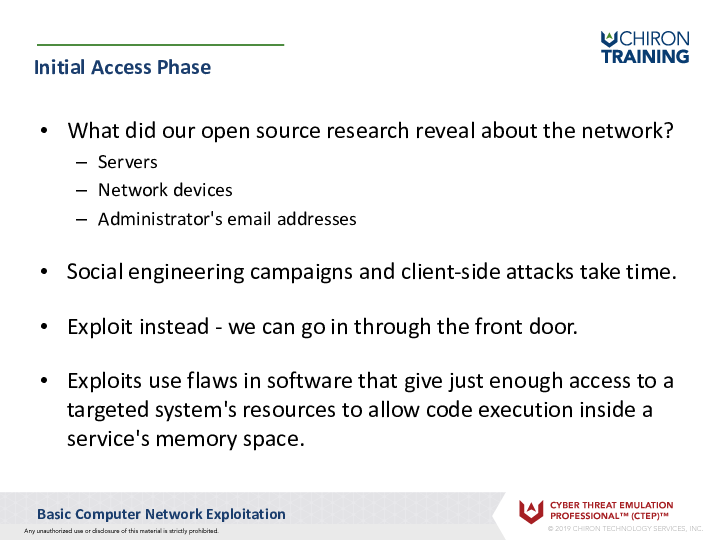 CHIRON
TRAINING
Initial Access Phase
• What did our open source research reveal about the network?
– Servers
– Network devices
– Administrator's email addresses
• Social engineering campaigns and client-side attacks take time.
• Exploit instead - we can go in through the front door.
• Exploits use flaws in software that give just enough access to a
targeted system's resources to allow code execution inside a
service's memory space.
Basic Computer Network Exploitation
Any unauthorized use or disclosure of this material is strictly prohibited.
CYBER THREAT EMULATION
PROFESSIONAL™ (CTEP)™
© 2019 CHIRON TECHNOLOGY SERVICES, INC.